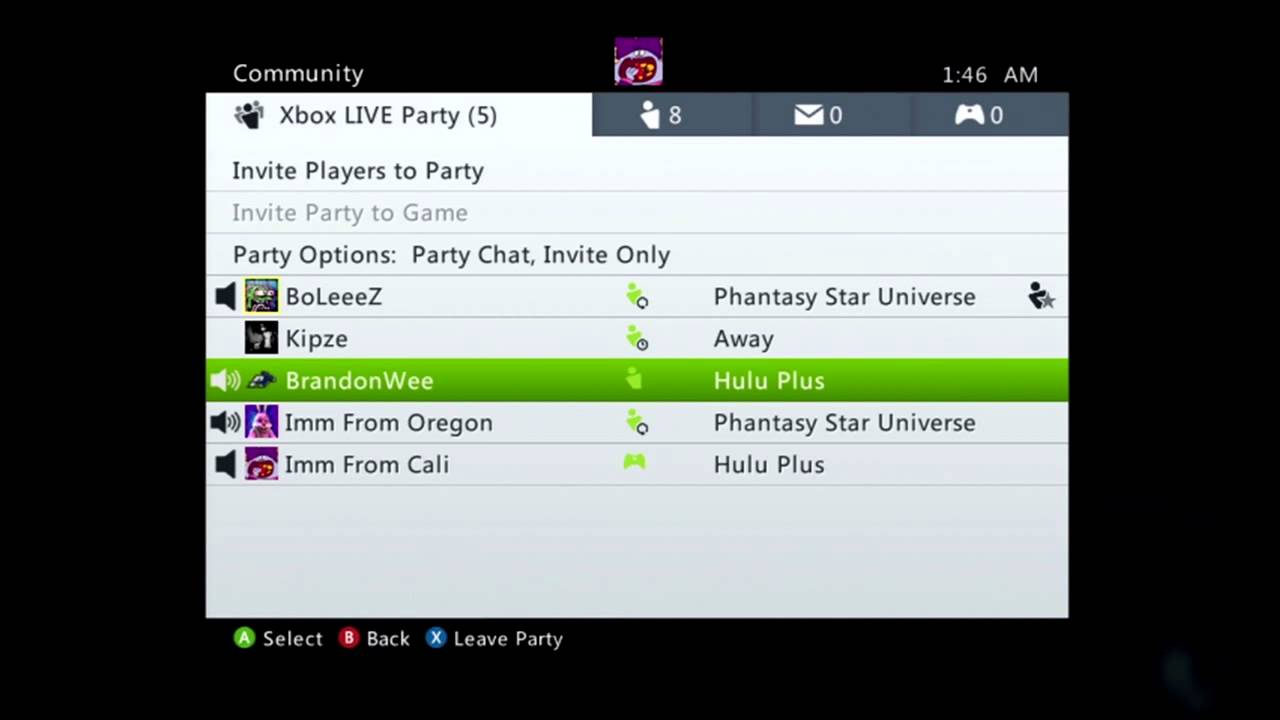 Community 1:46 AM
Xbox LIVE Party (5) 8 0 0
Invite Players to Party
Invite Party to Game
Party Options: Party Chat, Invite Only
BoLeeeZ Phantasy Star Universe
Kipze Away
BrandonWee Hulu Plus
Imm From Oregon Phantasy Star Universe
Imm From Cali Hulu Plus
A Select B Back X Leave Party